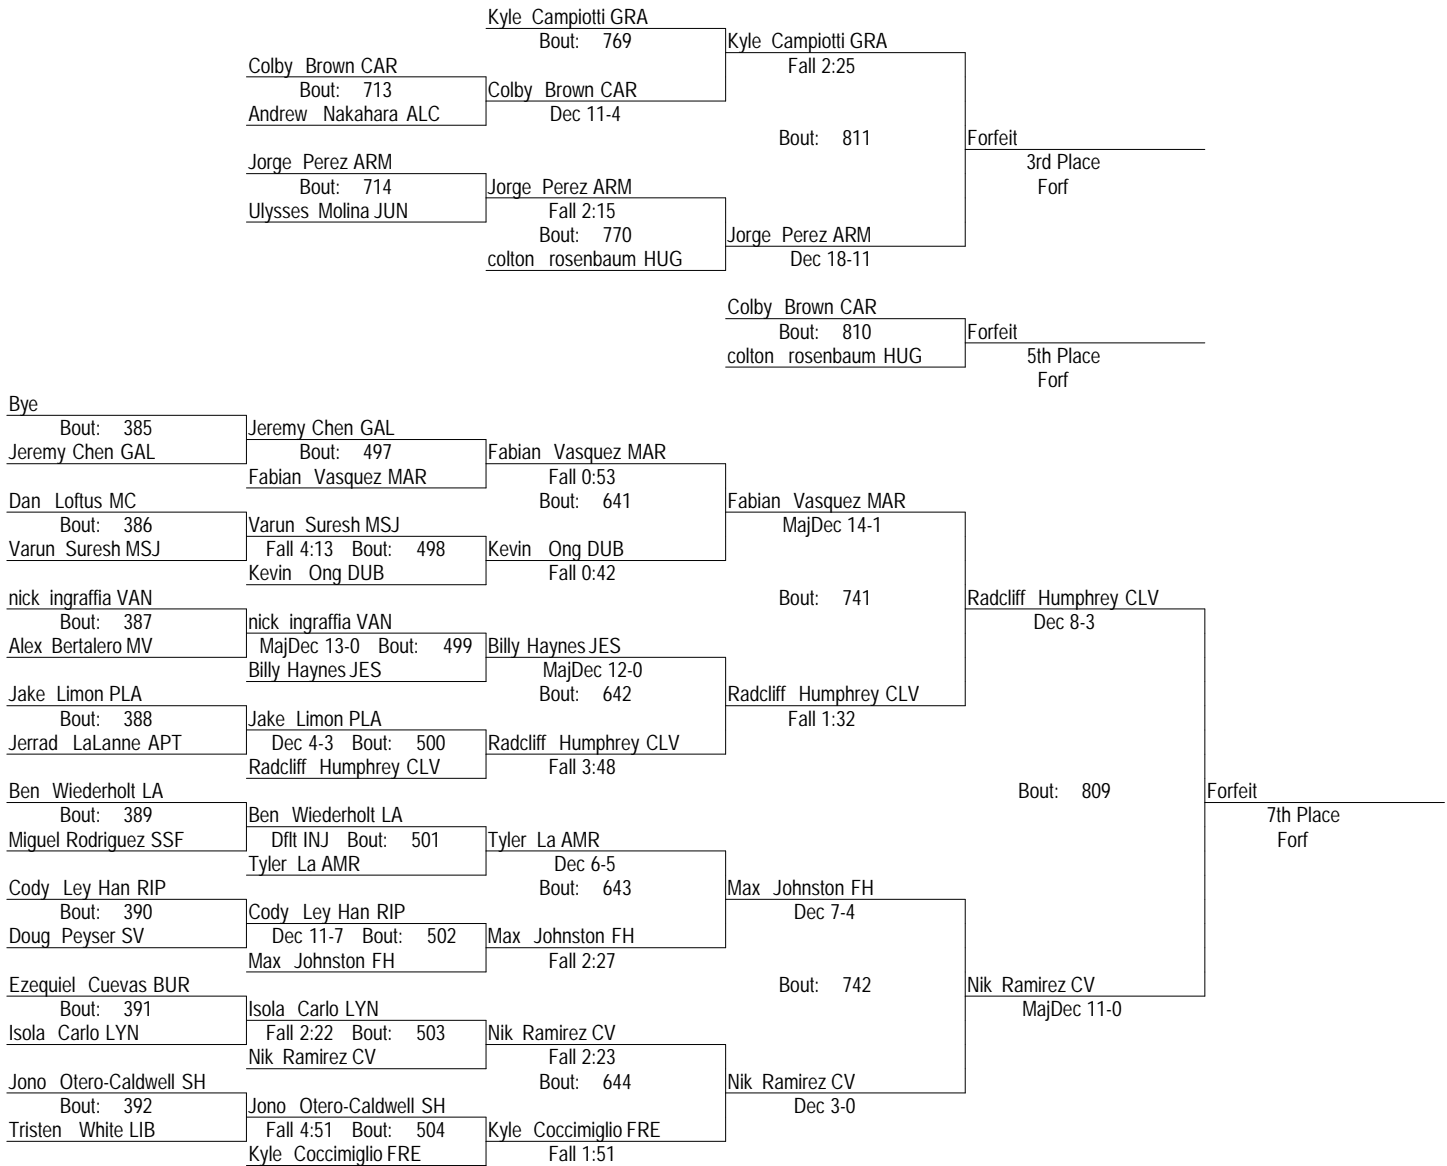 Kyle Campiotti GRA
Bout: 769
Kyle Campiotti GRA
Fall 2:25
Colby Brown CAR
Bout: 713
Andrew Nakahara ALC
Colby Brown CAR
Dec 11-4
Bout: 811
Forfeit
3rd Place
Forf
Jorge Perez ARM
Bout: 714
Ulysses Molina JUN
Jorge Perez ARM
Fall 2:15
Bout: 770
colton rosenbaum HUG
Jorge Perez ARM
Dec 18-11
Colby Brown CAR
Bout: 810
colton rosenbaum HUG
Forfeit
5th Place
Forf
Bye
Bout: 385
Jeremy Chen GAL
Jeremy Chen GAL
Bout: 497
Fabian Vasquez MAR
Fabian Vasquez MAR
Fall 0:53
Bout: 641
Dan Loftus MC
Bout: 386
Varun Suresh MSJ
Varun Suresh MSJ
Fall 4:13 Bout: 498
Kevin Ong DUB
Kevin Ong DUB
Fall 0:42
Fabian Vasquez MAR
MajDec 14-1
Bout: 741
nick ingraffia VAN
Bout: 387
Alex Bertalero MV
nick ingraffia VAN
MajDec 13-0 Bout: 499
Billy Haynes JES
Billy Haynes JES
MajDec 12-0
Bout: 642
Jake Limon PLA
Bout: 388
Jerrad LaLanne APT
Jake Limon PLA
Dec 4-3 Bout: 500
Radcliff Humphrey CLV
Radcliff Humphrey CLV
Fall 3:48
Radcliff Humphrey CLV
Fall 1:32
Radcliff Humphrey CLV
Dec 8-3
Bout: 809
Forfeit
7th Place
Forf
Ben Wiederholt LA
Bout: 389
Miguel Rodriguez SSF
Ben Wiederholt LA
Dflt INJ Bout: 501
Tyler La AMR
Tyler La AMR
Dec 6-5
Bout: 643
Cody Ley Han RIP
Bout: 390
Doug Peyser SV
Cody Ley Han RIP
Dec 11-7 Bout: 502
Max Johnston FH
Max Johnston FH
Fall 2:27
Max Johnston FH
Dec 7-4
Bout: 742
Nik Ramirez CV
MajDec 11-0
Ezequiel Cuevas BUR
Bout: 391
Isola Carlo LYN
Isola Carlo LYN
Fall 2:22 Bout: 503
Nik Ramirez CV
Nik Ramirez CV
Fall 2:23
Bout: 644
Jono Otero-Caldwell SH
Bout: 392
Tristen White LIB
Jono Otero-Caldwell SH
Fall 4:51 Bout: 504
Kyle Coccimiglio FRE
Kyle Coccimiglio FRE
Fall 1:51
Nik Ramirez CV
Dec 3-0